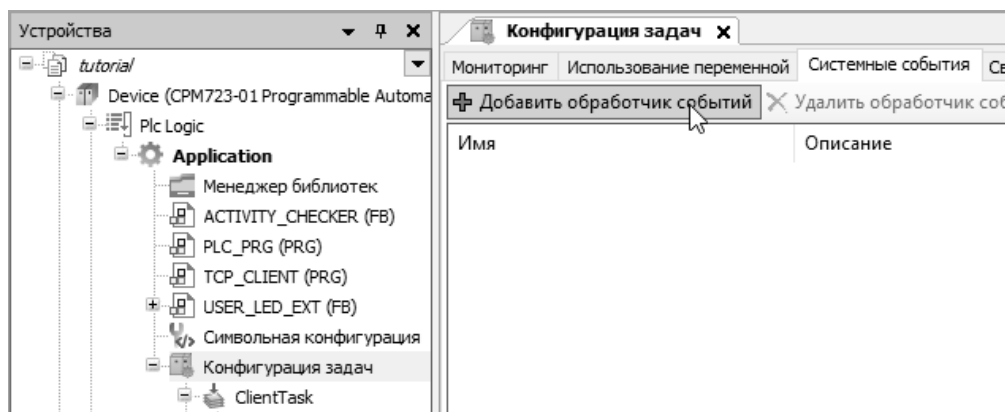 Устройства
tutorial
Device (CPM723-01 Programmable Automa
Plc Logic
Application
Менеджер библиотек
ACTIVITY_CHECKER (FB)
PLC_PRG (PRG)
TCP_CLIENT (PRG)
USER_LED_EXT (FB)
Символьная конфигурация
Конфигурация задач
ClientTask
Конфигурация задач
Мониторинг Использование переменной Системные события Св
Добавить обработчик событий Удалить обработчик соб
Имя Описание